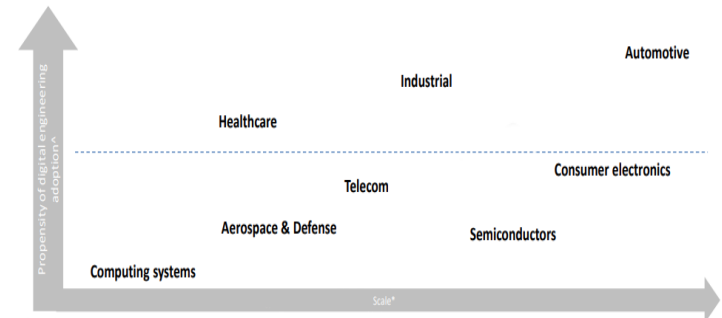 Automotive
Industrial
Healthcare
Consumer electronics
Telecom
Aerospace & Defense
Semiconductors
Computing systems
Propensity of digital engineering
adoption^
Scale*